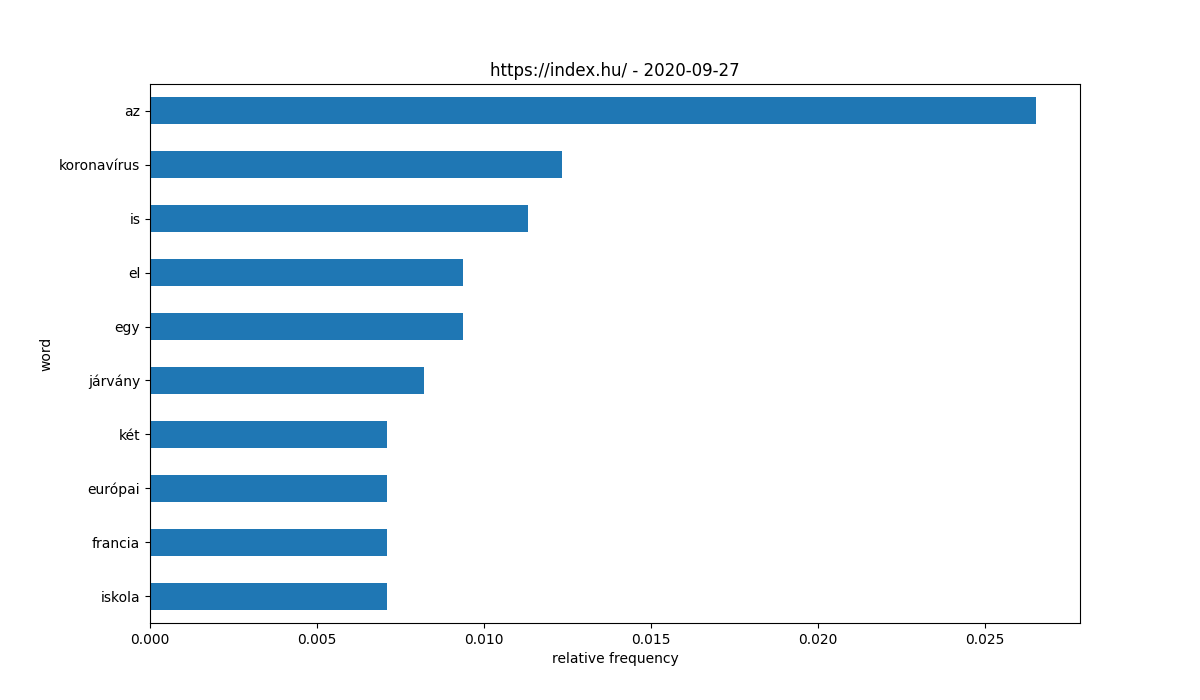 https://index.hu/ - 2020-09-27
az
koronavírus
is
el
egy
járvány
két
európai
francia
iskola
word
0.000 0.005 0.010 0.015 0.020 0.025
relative frequency